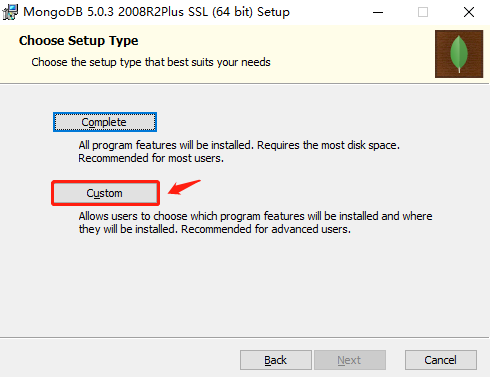 MongoDB 5.0.3 2008R2Plus SSL (64 bit) Setup
Choose Setup Type
Choose the setup type that best suits your needs
Complete
All program features will be installed. Requires the most disk space.
Recommended for most users.
Custom
Allows users to choose which program features will be installed and where
they will be installed. Recommended for advanced users.
Back
Next
Cancel